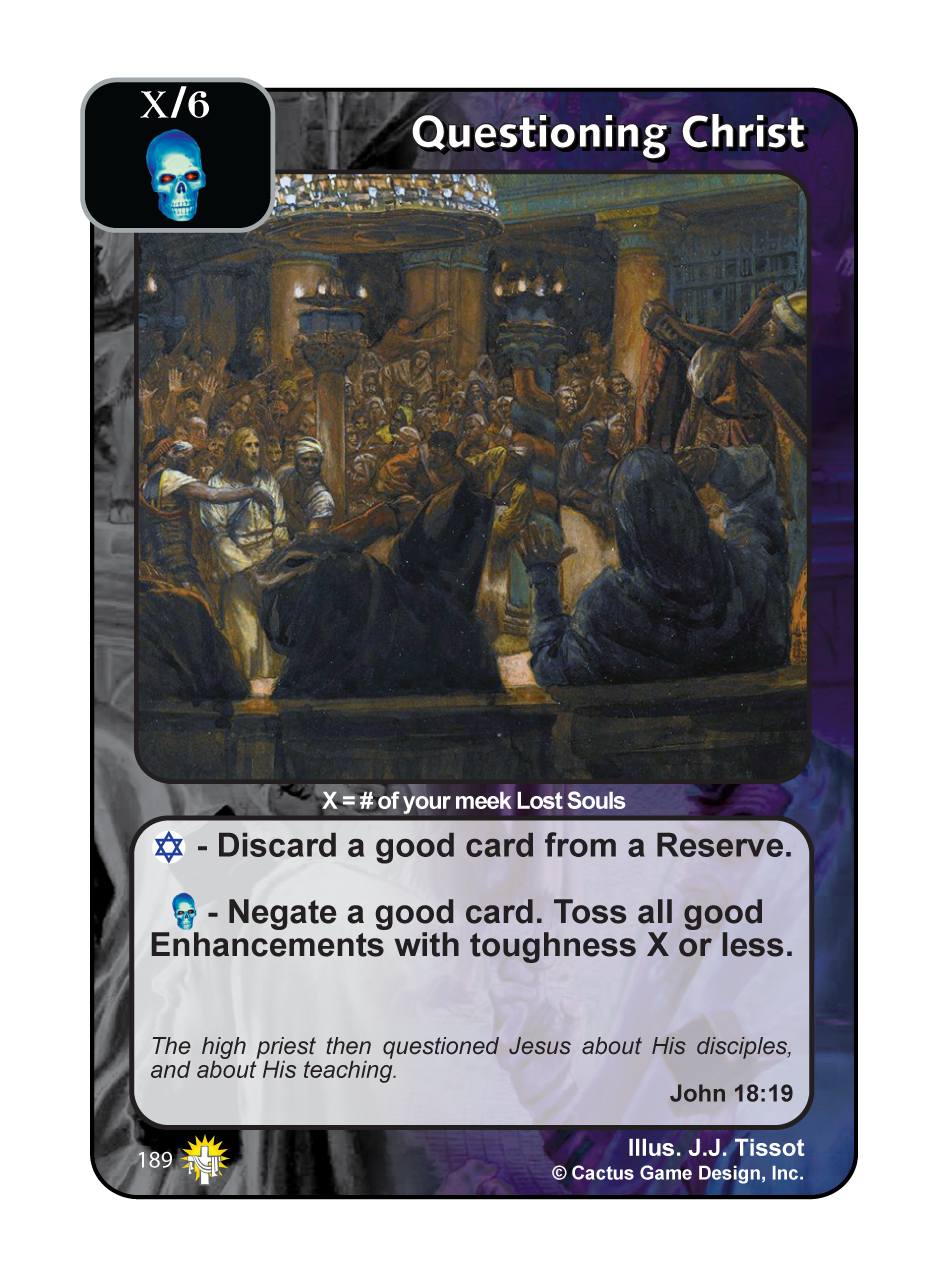 X/6
Questioning Christ
X = # of your meek Lost Souls
- Discard a good card from a Reserve.
- Negate a good card. Toss all good
Enhancements with toughness X or less.
The high priest then questioned Jesus about His disciples,
and about His teaching.
John 18:19
189
Illus. J.J. Tissot
© Cactus Game Design, Inc.